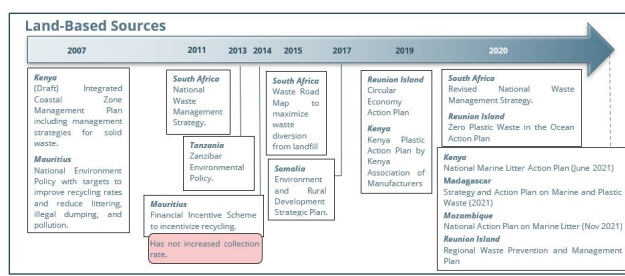 Land-Based Sources
2007
2011
2013
2014
2015
2017
2019
2020
Kenya
(Draft) Integrated
Coastal Zone
Management Plan
including management
strategies for solid
waste.
Mauritius
National Environment
Policy with targets to
improve recycling rates
and reduce littering,
illegal dumping, and
pollution.
South Africa
National
Waste
Management
Strategy.
Tanzania
Zanzibar
Environmental
Policy.
Mauritius
Financial Incentive Scheme
to incentivize recycling.
Has not increased collection
rate.
South Africa
Waste Road
Map to
maximize
waste
diversion
from landfill
Somalia
Environment
and Rural
Development
Strategic Plan.
Reunion Island
Circular
Economy
Action Plan
Kenya
Kenya Plastic
Action Plan by
Kenya
Association of
Manufacturers
South Africa
Revised National Waste
Management Strategy.
Reunion Island
Zero Plastic Waste in the Ocean
Action Plan
Kenya
National Marine Litter Action Plan (June 2021)
Madagascar
Strategy and Action Plan on Marine and Plastic
Waste (2021)
Mozambique
National Action Plan on Marine Litter (Nov 2021)
Reunion Island
Regional Waste Prevention and Management
Plan